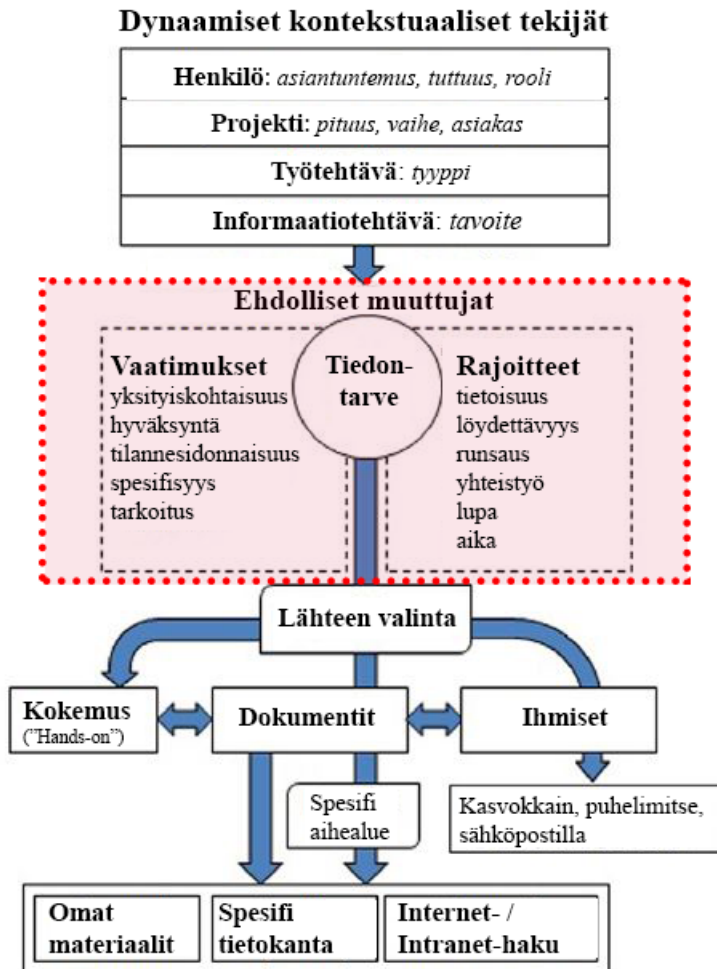 Dynaamiset kontekstuaaliset tekijät
Henkilö: asiantuntemus, tuttuus, rooli
Projekti: pituus, vaihe, asiakas
Työtehtävä: tyyppi
Informaatiotehtävä: tavoite
Ehdolliset muuttujat
Vaatimukset
yksityiskohtaisuus
hyväksyntä
tilannesidonnaisuus
spesifisyys
tarkoitus
Tiedon-
tarve
Rajoitteet
tietoisuus
löydettävyys
runsaus
yhteistyö
lupa
aika
Lähteen valinta
Kokemus
(”Hands-on”)
Dokumentit
Ihmiset
Spesifi
aihealue
Kasvokkain, puhelimitse,
sähköpostilla
Omat
materiaalit
Spesifi
tietokanta
Internet- /
Intranet-haku